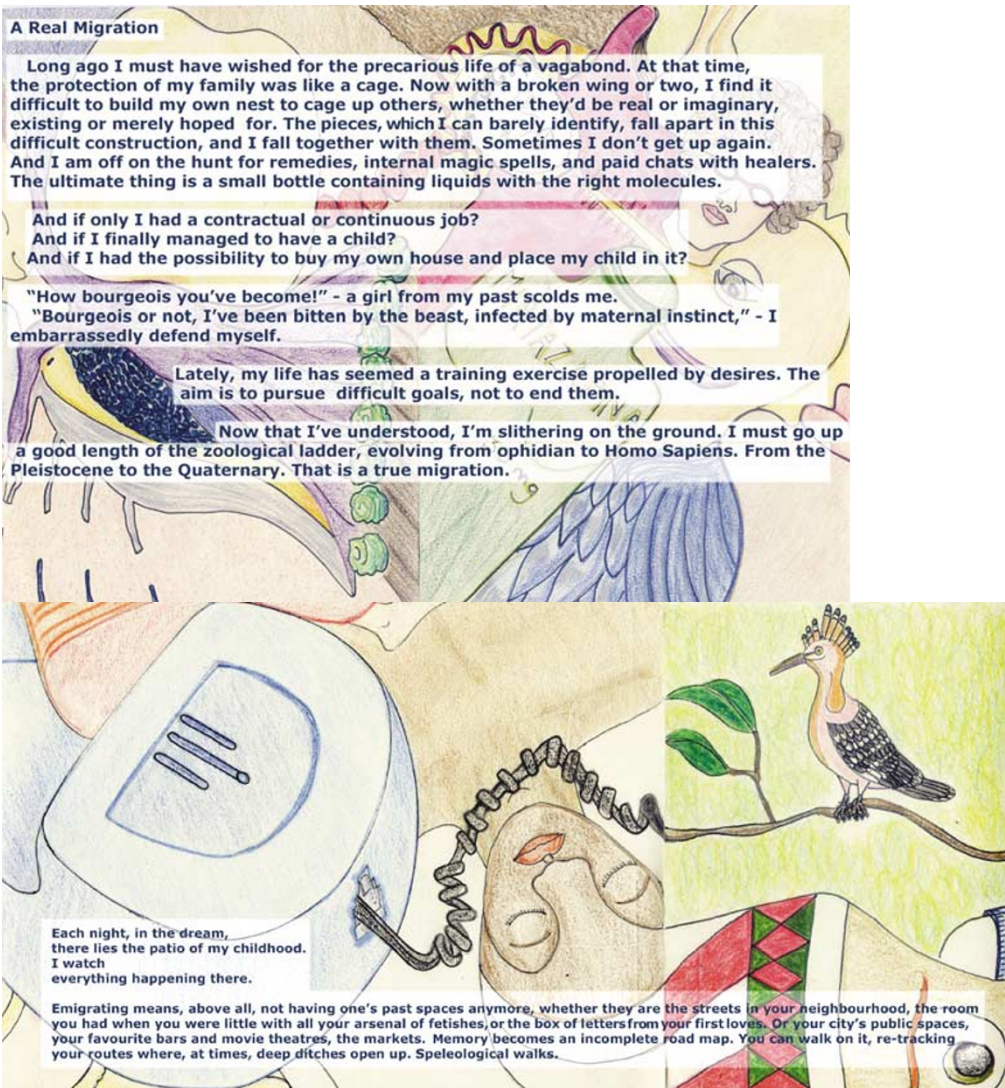 A Real Migration
Long ago I must have wished for the precarious life of a vagabond. At that time,
the protection of my family was like a cage. Now with a broken wing or two, I find it
difficult to build my own nest to cage up others, whether they'd be real or imaginary,
existing or merely hoped for. The pieces, which I can barely identify, fall apart in this
difficult construction, and I fall together with them. Sometimes I don't get up again.
And I am off on the hunt for remedies, internal magic spells, and paid chats with healers.
The ultimate thing is a small bottle containing liquids with the right molecules.
And if only I had a contractual or continuous job?
And if I finally managed to have a child?
And if I had the possibility to buy my own house and place my child in it?
“How bourgeois you've become!” - a girl from my past scolds me.
“Bourgeois or not, I've been bitten by the beast, infected by maternal instinct,” - I
embarrassedly defend myself.
Lately, my life has seemed a training exercise propelled by desires. The
aim is to pursue difficult goals, not to end them.
Now that I've understood, I'm slithering on the ground. I must go up
a good length of the zoological ladder, evolving from ophidian to Homo Sapiens. From the
Pleistocene to the Quaternary. That is a true migration.
Each night, in the dream,
there lies the patio of my childhood.
I watch
everything happening there.
Emigrating means, above all, not having one's past spaces anymore, whether they are the streets in your neighbourhood, the room
you had when you were little with all your arsenal of fetishes, or the box of letters from your first loves. Or your city's public spaces,
your favourite bars and movie theatres, the markets. Memory becomes an incomplete road map. You can walk on it, re-tracking
your routes where, at times, deep ditches open up. Speleological walks.